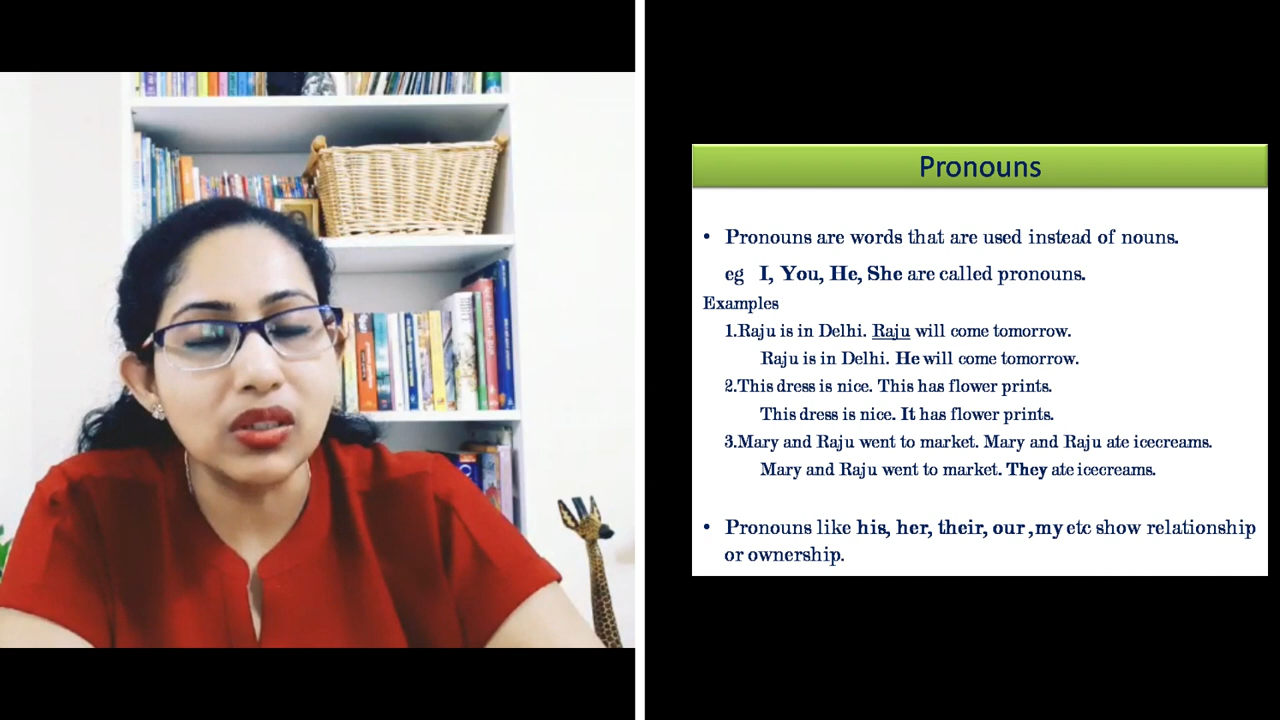 Pronouns
• Pronouns are words that are used instead of nouns.
eg I, You, He, She are called pronouns.
Examples
1.Raju is in Delhi. Raju will come tomorrow.
Raju is in Delhi. He will come tomorrow.
2.This dress is nice. This has flower prints.
This dress is nice. It has flower prints.
3.Mary and Raju went to market. Mary and Raju ate icecreams.
Mary and Raju went to market. They ate icecreams.
• Pronouns like his, her, their, our ,my etc show relationship
or ownership.